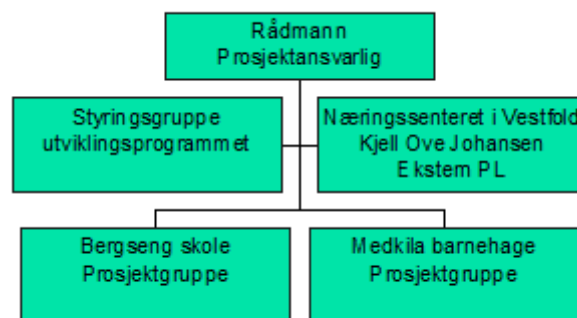 Rådmann
Prosjektansvarlig
Styringsgruppe
utviklingsprogrammet
Næringssenteret i Vestfold
Kjell Ove Johansen
Ekstern PL
Bergseng skole
Prosjektgruppe
Medkila barnehage
Prosjektgruppe